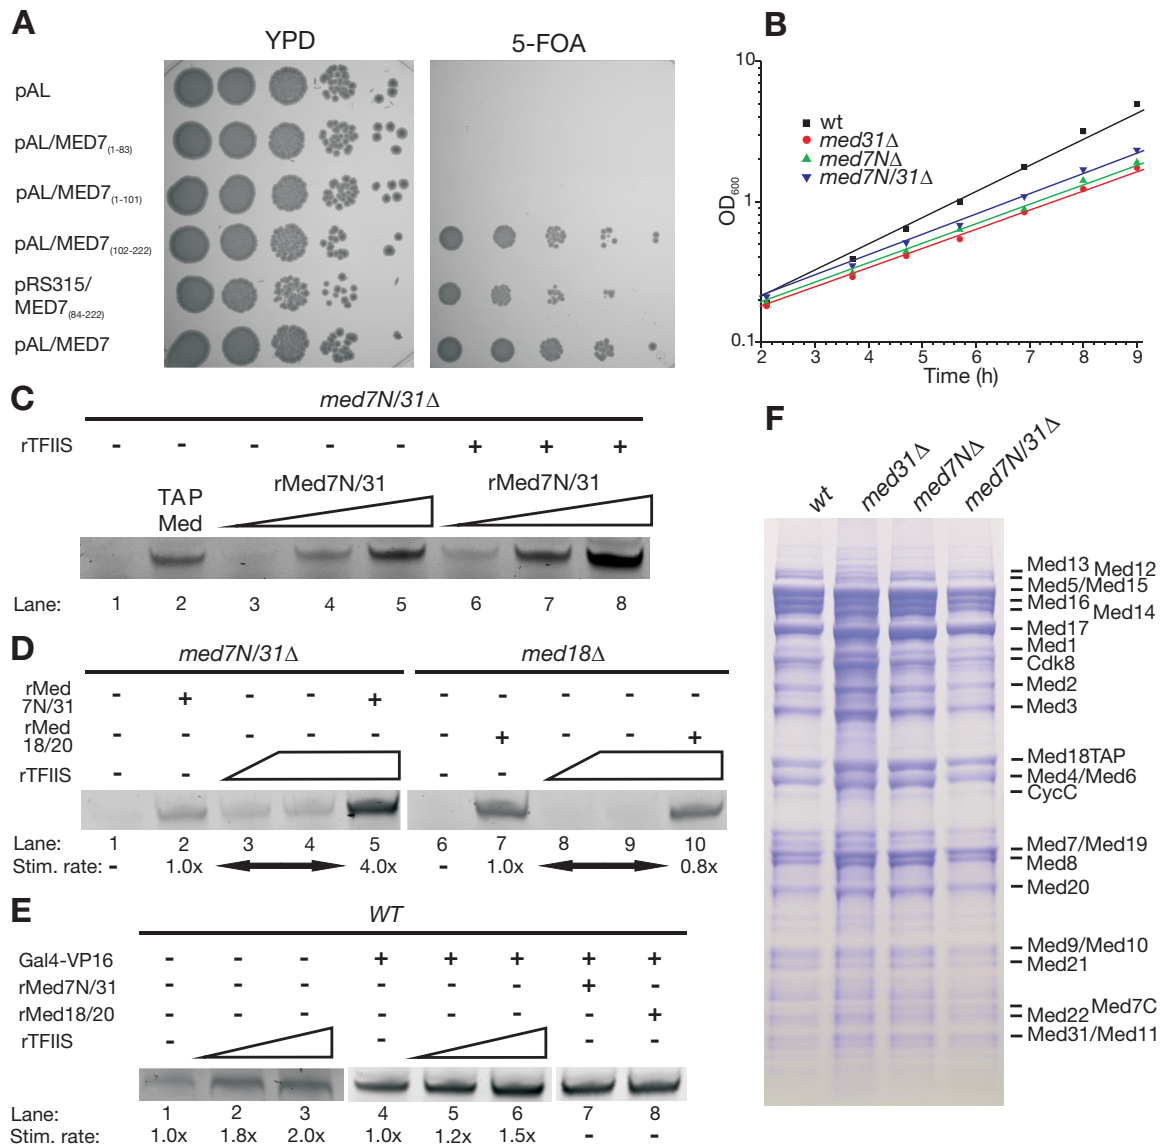 A
YPD
5-FOA
pAL
pAL/MED7(1-83)
pAL/MED7(1-101)
pAL/MED7(102-222)
pRS315/
MED7(84-222)
pAL/MED7
B
10
1
0.1
OD600
wt
med31Δ
med7NΔ
med7N/31Δ
2 3 4 5 6 7 8 9
Time (h)
C
med7N/31Δ
rTFIIS - - - - - + + +
TAP
Med
rMed7N/31 rMed7N/31
Lane: 1 2 3 4 5 6 7 8
D
med7N/31Δ med18Δ
rMed
7N/31 - + - - + - - - - -
rMed
18/20 - - - - - - + - - +
rTFIIS - - - -
Lane: 1 2 3 4 5 6 7 8 9 10
Stim. rate: - 1.0x 4.0x - 1.0x 0.8x
E
WT
Gal4-VP16 - - - + + + + +
rMed7N/31 - - - - - - + -
rMed18/20 - - - - - - - +
rTFIIS - - - -
Lane: 1 2 3 4 5 6 7 8
Stim. rate: 1.0x 1.8x 2.0x 1.0x 1.2x 1.5x - -
F
wt
med31Δ
med7NΔ
med7N/31Δ
Med13 Med12
Med5/Med15
Med16 Med14
Med17
Med1
Cdk8
Med2
Med3
Med18TAP
Med4/Med6
CycC
Med7/Med19
Med8
Med20
Med9/Med10
Med21
Med22 Med7C
Med31/Med11